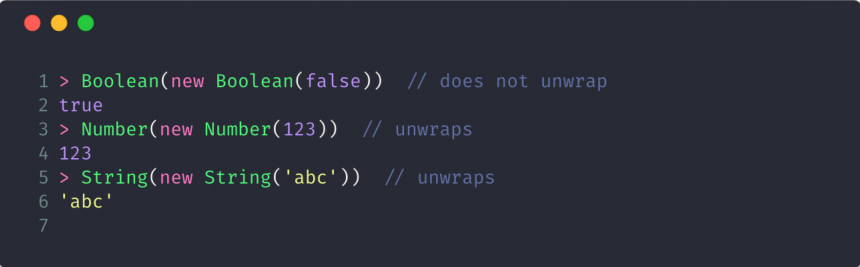 1 > Boolean(new Boolean(false))  // does not unwrap
2 true
3 > Number(new Number(123))  // unwraps
4 123
5 > String(new String('abc'))  // unwraps
6 'abc'
7